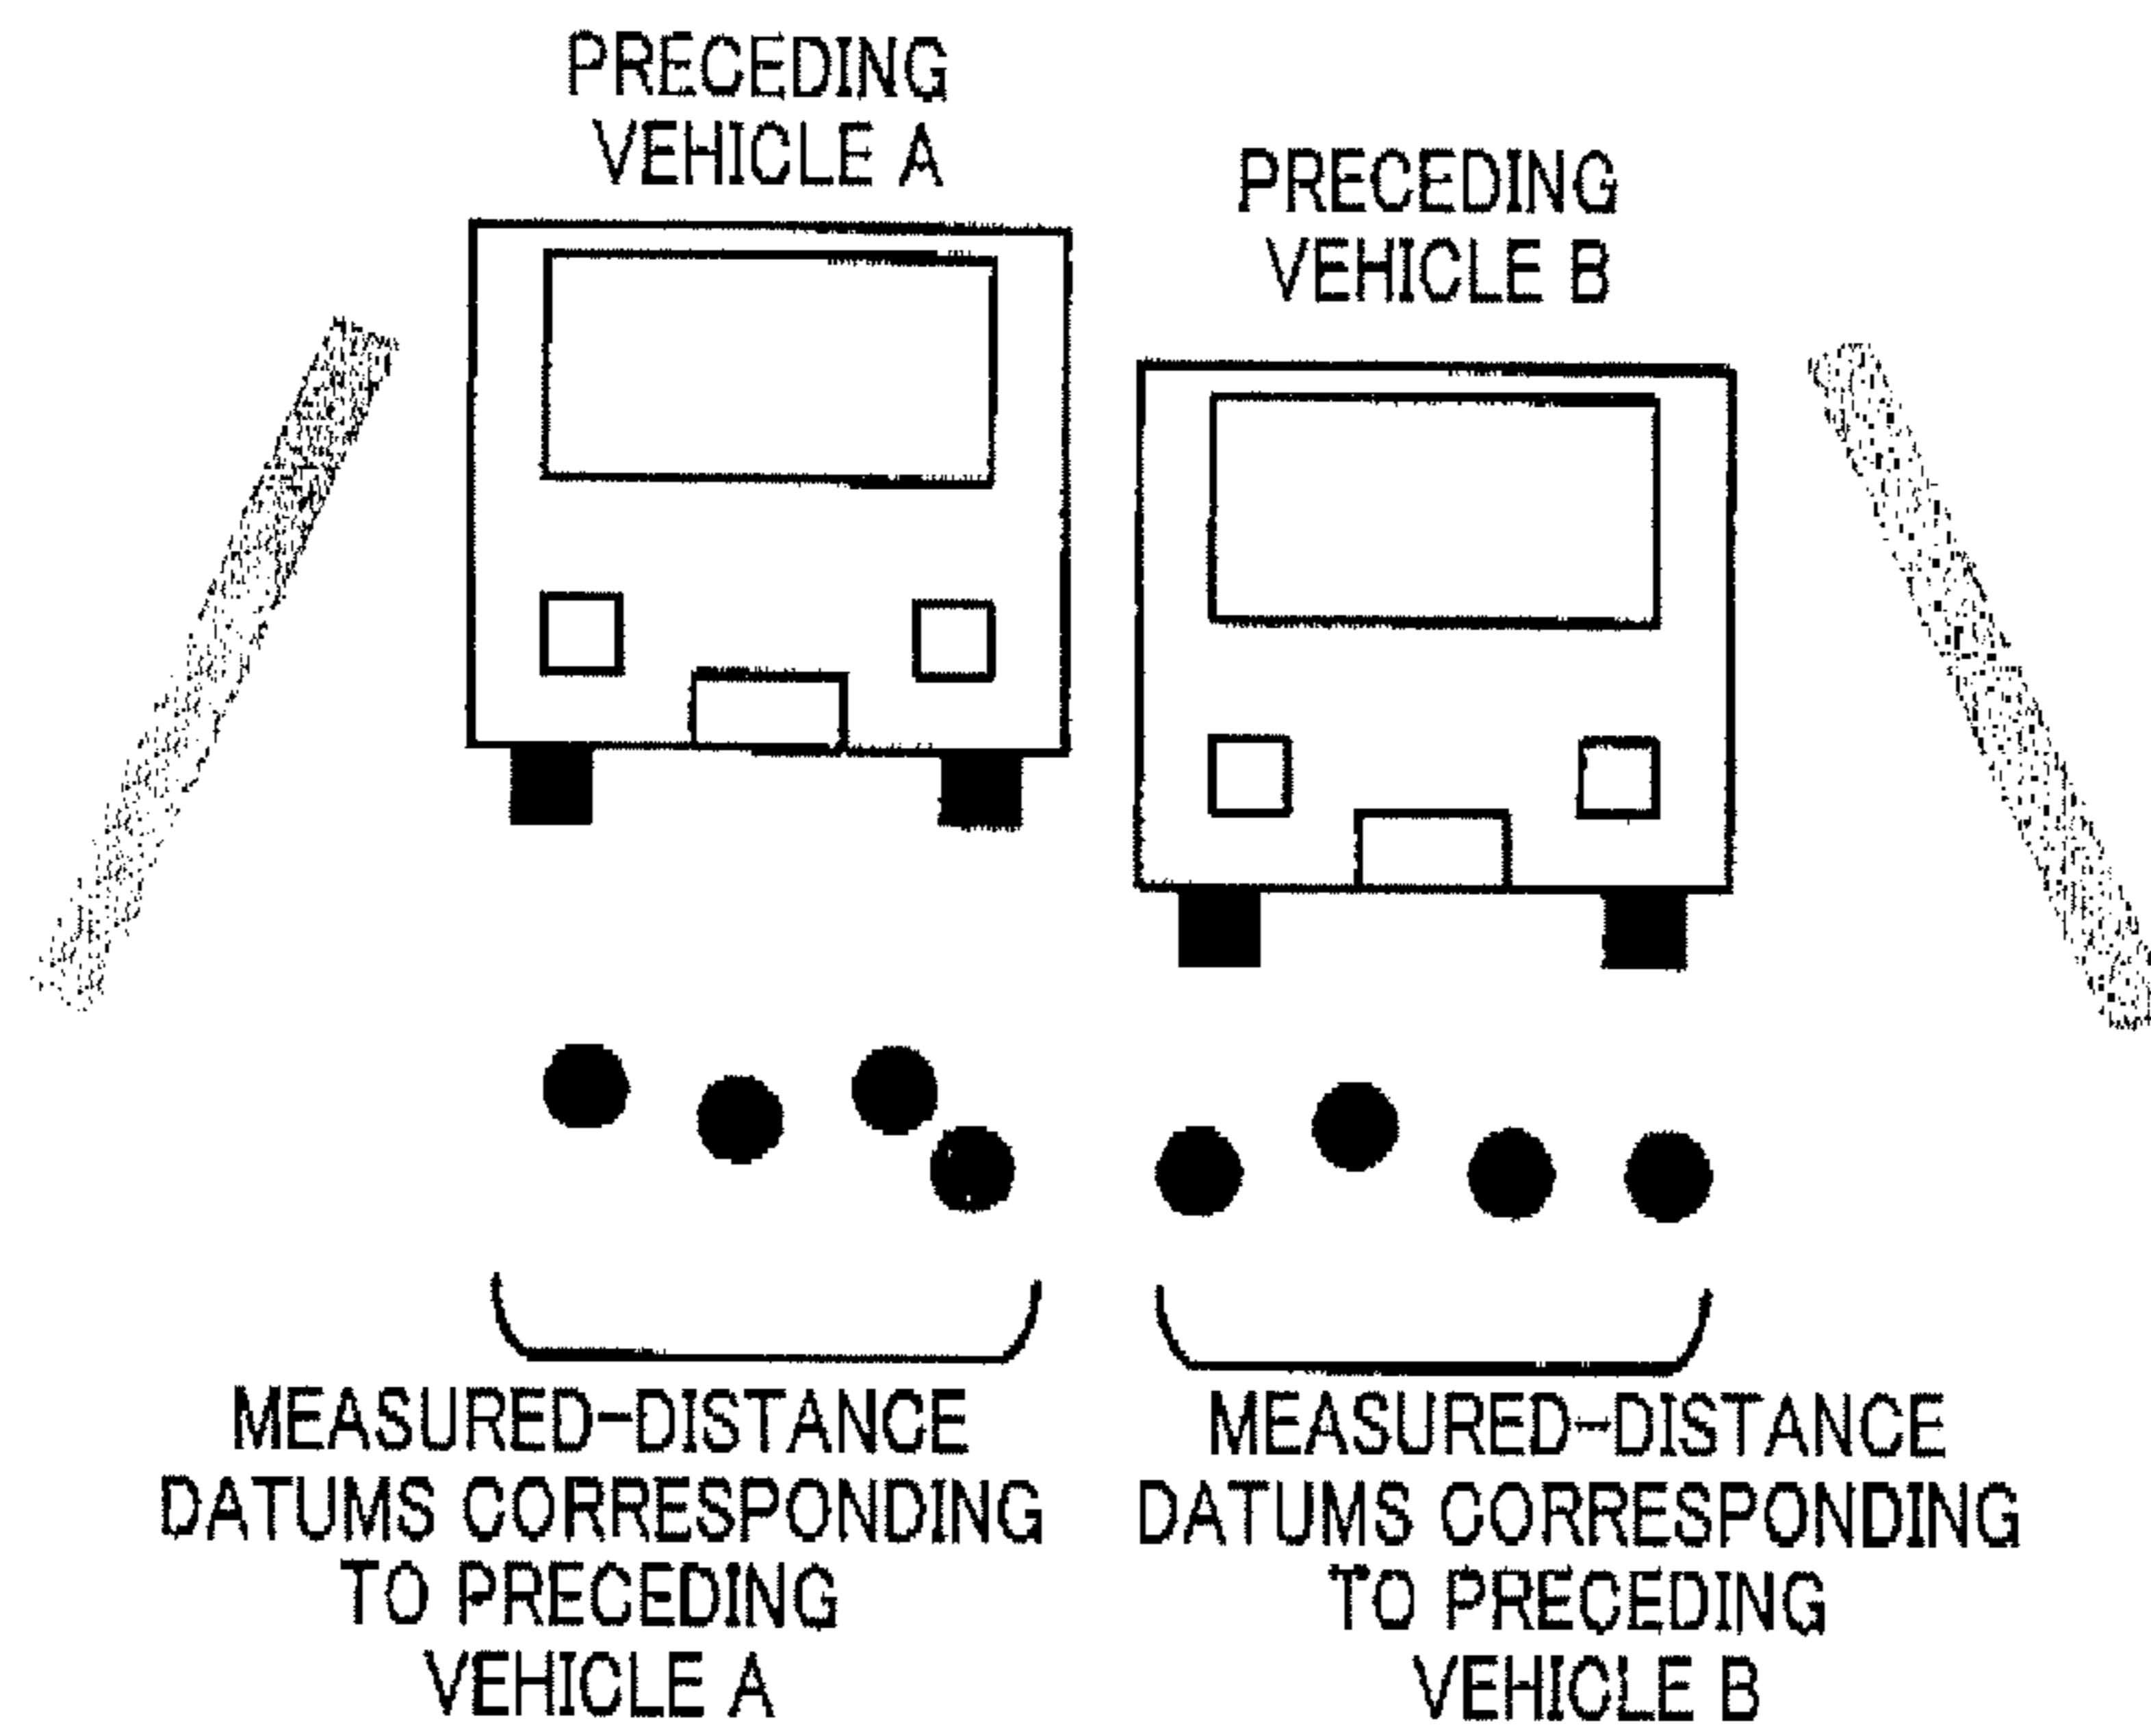 PRECEDING
VEHICLE A
PRECEDING
VEHICLE B
MEASURED-DISTANCE
DATUMS CORRESPONDING
TO PRECEDING
VEHICLE A
MEASURED-DISTANCE
DATUMS CORRESPONDING
TO PRECEDING
VEHICLE B